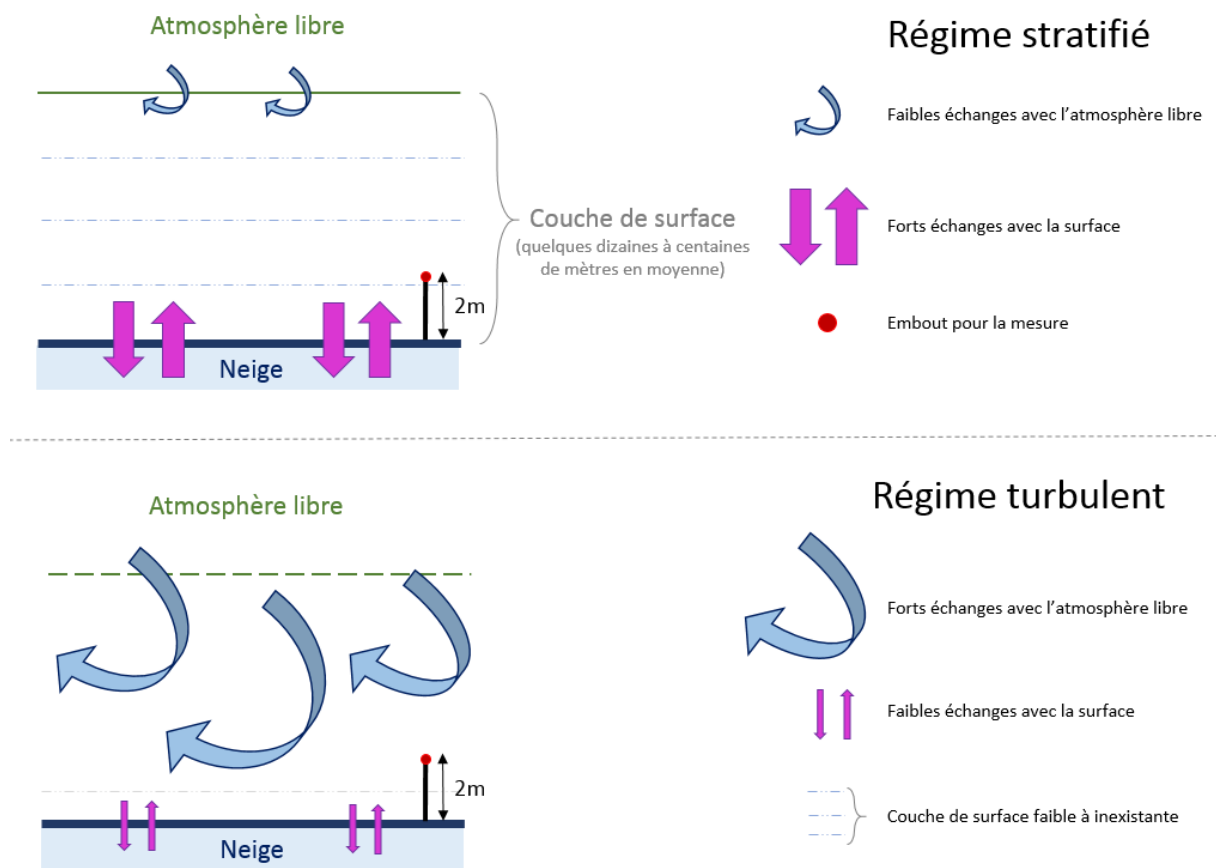 Atmosphère libre
Régime stratifié
Faibles échanges avec l'atmosphère libre
Couche de surface
(quelques dizaines à centaines
de mètres en moyenne)
Forts échanges avec la surface
2m
Embout pour la mesure
Neige
Régime turbulent
Atmosphère libre
Forts échanges avec l'atmosphère libre
Faibles échanges avec la surface
2m
Couche de surface faible à inexistante
Neige